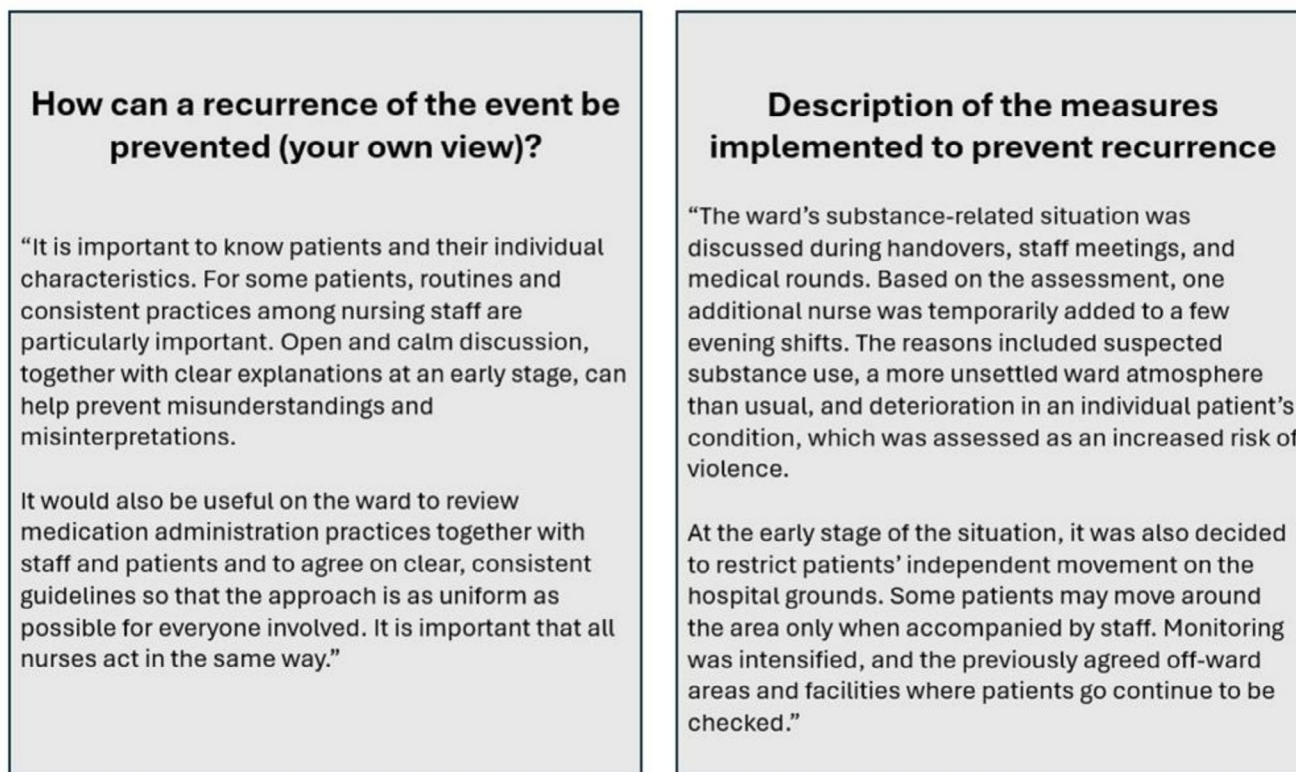 How can a recurrence of the event be
prevented (your own view)?
“It is important to know patients and their individual
characteristics. For some patients, routines and
consistent practices among nursing staff are
particularly important. Open and calm discussion,
together with clear explanations at an early stage, can
help prevent misunderstandings and
misinterpretations.
It would also be useful on the ward to review
medication administration practices together with
staff and patients and to agree on clear, consistent
guidelines so that the approach is as uniform as
possible for everyone involved. It is important that all
nurses act in the same way.”
Description of the measures
implemented to prevent recurrence
“The ward’s substance-related situation was
discussed during handovers, staff meetings, and
medical rounds. Based on the assessment, one
additional nurse was temporarily added to a few
evening shifts. The reasons included suspected
substance use, a more unsettled ward atmosphere
than usual, and deterioration in an individual patient’s
condition, which was assessed as an increased risk of
violence.
At the early stage of the situation, it was also decided
to restrict patients’ independent movement on the
hospital grounds. Some patients may move around
the area only when accompanied by staff. Monitoring
was intensified, and the previously agreed off-ward
areas and facilities where patients go continue to be
checked.”